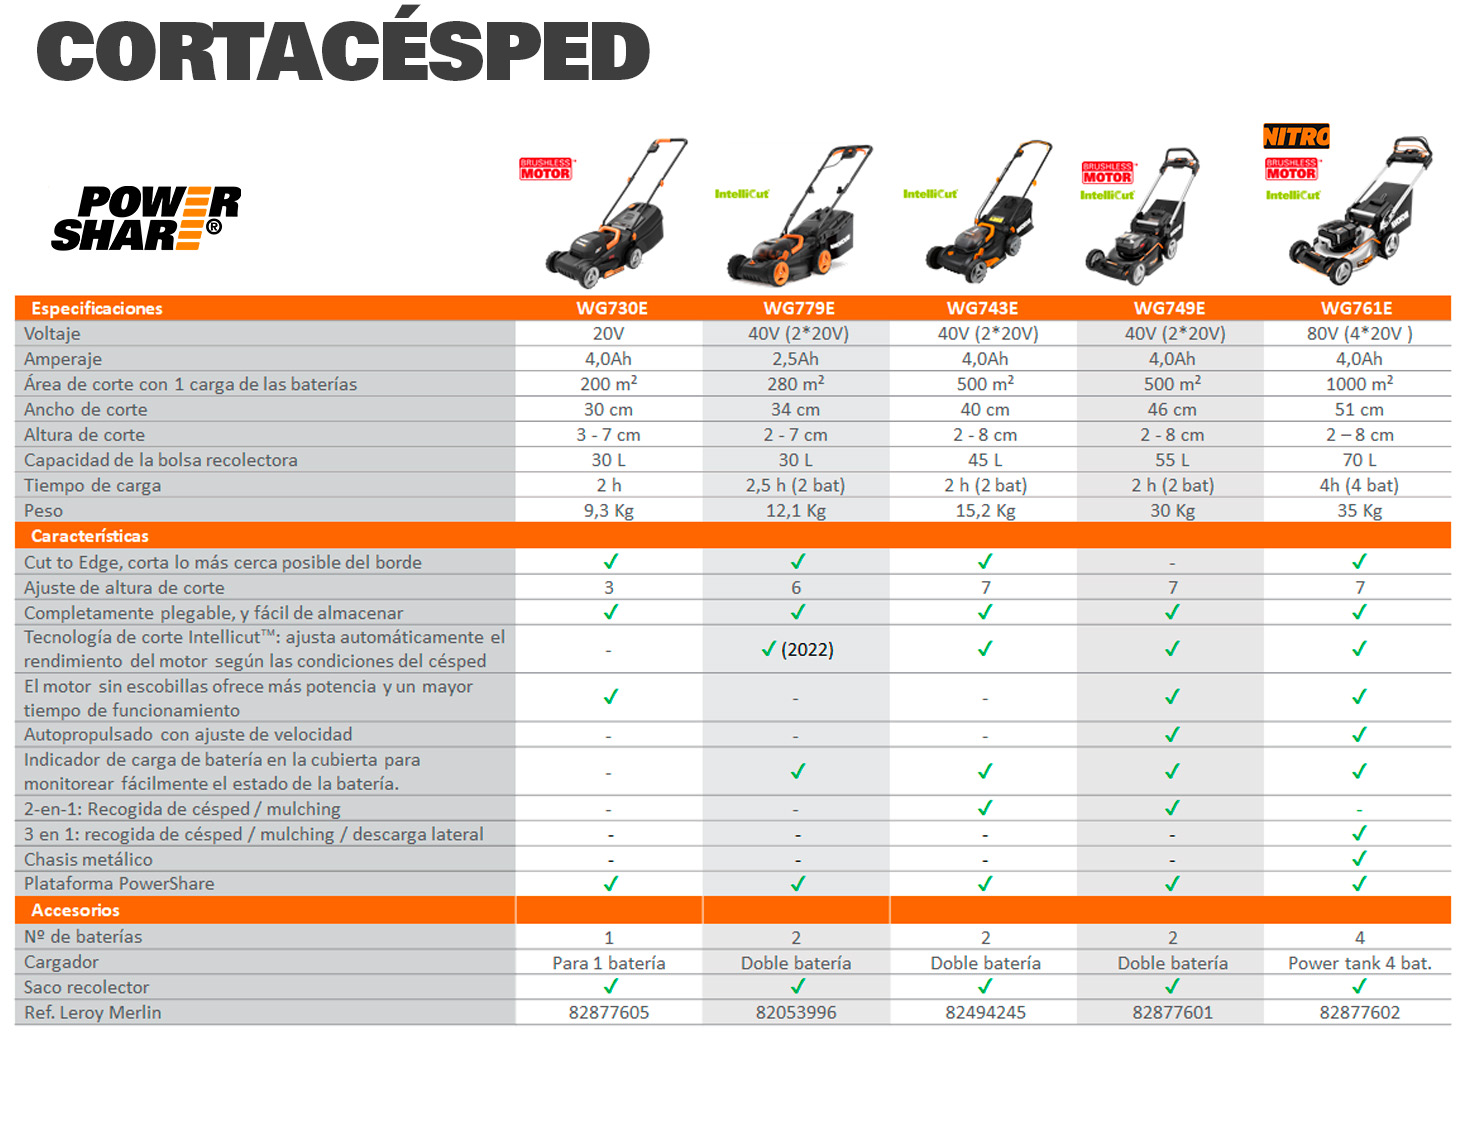 CORTACÉSPED
NITRO
BRUSHLESS MOTOR
BRUSHLESS MOTOR
BRUSHLESS MOTOR
IntelliCut
IntelliCut
IntelliCut
IntelliCut
POWER
SHARE®
Especificaciones WG730E WG779E WG743E WG749E WG761E
Voltaje 20V 40V (2*20V) 40V (2*20V) 40V (2*20V) 80V (4*20V )
Amperaje 4,0Ah 2,5Ah 4,0Ah 4,0Ah 4,0Ah
Área de corte con 1 carga de las baterías 200 m² 280 m² 500 m² 500 m² 1000 m²
Ancho de corte 30 cm 34 cm 40 cm 46 cm 51 cm
Altura de corte 3 - 7 cm 2 - 7 cm 2 - 8 cm 2 - 8 cm 2 – 8 cm
Capacidad de la bolsa recolectora 30 L 30 L 45 L 55 L 70 L
Tiempo de carga 2 h 2,5 h (2 bat) 2 h (2 bat) 2 h (2 bat) 4h (4 bat)
Peso 9,3 Kg 12,1 Kg 15,2 Kg 30 Kg 35 Kg
Características
Cut to Edge, corta lo más cerca posible del borde ✓ ✓ ✓ - ✓
Ajuste de altura de corte 3 6 7 7 7
Completamente plegable, y fácil de almacenar ✓ ✓ ✓ ✓ ✓
Tecnología de corte Intellicut™: ajusta automáticamente el
rendimiento del motor según las condiciones del césped - ✓ (2022) ✓ ✓ ✓
El motor sin escobillas ofrece más potencia y un mayor
tiempo de funcionamiento ✓ - - ✓ ✓
Autopropulsado con ajuste de velocidad - - - ✓ ✓
Indicador de carga de batería en la cubierta para
monitorear fácilmente el estado de la batería. - ✓ ✓ ✓ ✓
2-en-1: Recogida de césped / mulching - - ✓ ✓ -
3 en 1: recogida de césped / mulching / descarga lateral - - - - ✓
Chasis metálico - - - - ✓
Plataforma PowerShare ✓ ✓ ✓ ✓ ✓
Accesorios
Nº de baterías 1 2 2 2 4
Cargador Para 1 batería Doble batería Doble batería Doble batería Power tank 4 bat.
Saco recolector ✓ ✓ ✓ ✓ ✓
Ref. Leroy Merlin 82877605 82053996 82494245 82877601 82877602